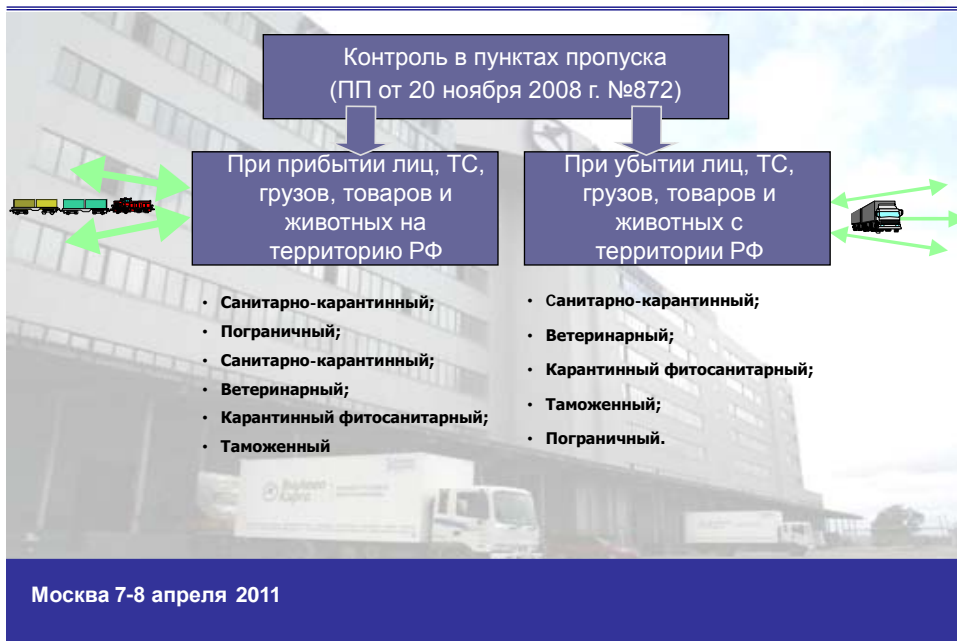 Контроль в пунктах пропуска
(ПП от 20 ноября 2008 г. №872)
При прибытии лиц, ТС,
грузов, товаров и
животных на
территорию РФ
При убытии лиц, ТС,
грузов, товаров и
животных с
территории РФ
• Санитарно-карантинный;
• Пограничный;
• Санитарно-карантинный;
• Ветеринарный;
• Карантинный фитосанитарный;
• Таможенный
• Санитарно-карантинный;
• Ветеринарный;
• Карантинный фитосанитарный;
• Таможенный;
• Пограничный.
Москва 7-8 апреля 2011